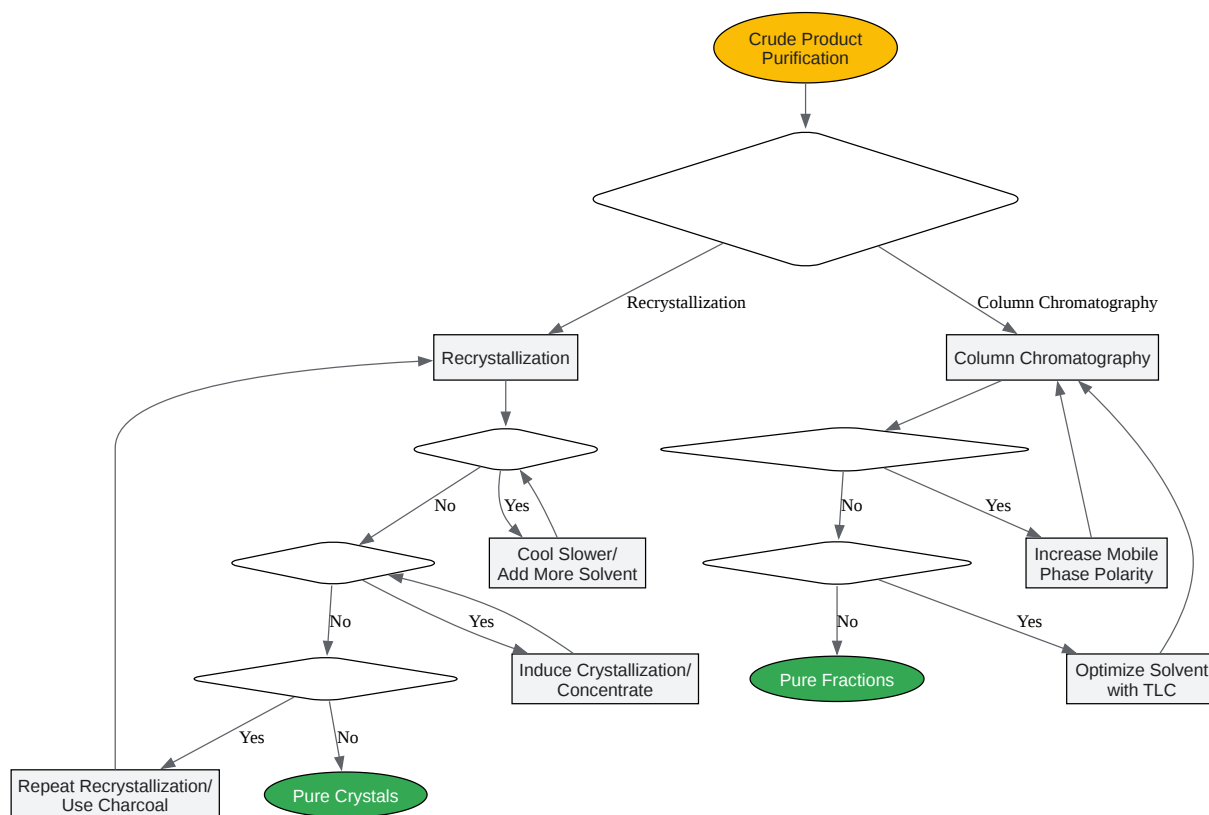 Crude Product
Purification
Recrystallization
Column Chromatography
Recrystallization
Column Chromatography
No
Yes
No
Yes
Cool Slower/
Add More Solvent
Increase Mobile
Phase Polarity
No
Yes
No
Yes
Induce Crystallization/
Concentrate
Pure Fractions
Optimize Solvent
with TLC
Yes
No
Repeat Recrystallization/
Use Charcoal
Pure Crystals